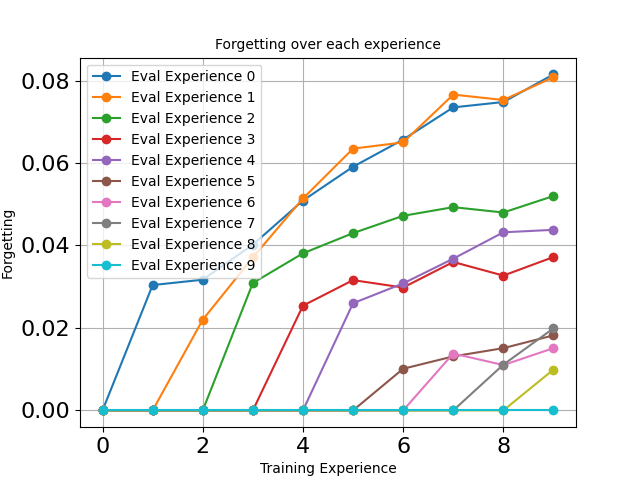 Forgetting over each experience
Eval Experience 0
Eval Experience 1
Eval Experience 2
Eval Experience 3
Eval Experience 4
Eval Experience 5
Eval Experience 6
Eval Experience 7
Eval Experience 8
Eval Experience 9
0.08
0.06
0.04
0.02
0.00
Forgetting
0 2 4 6 8
Training Experience